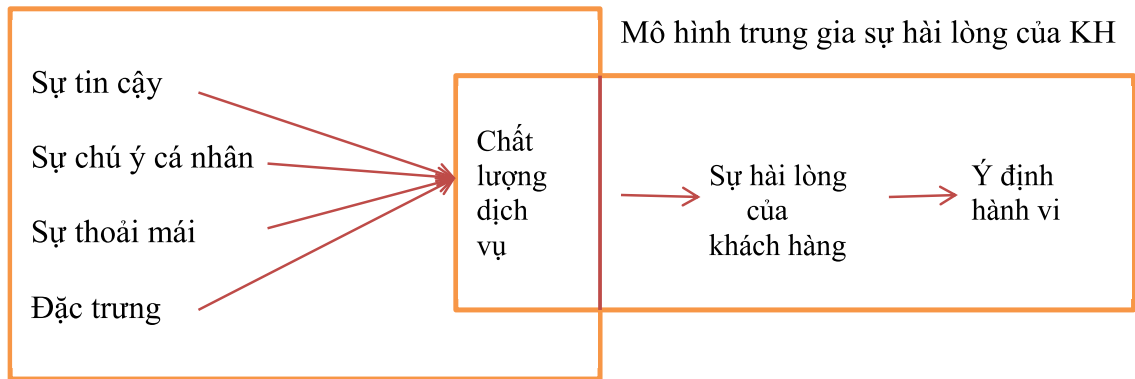 Mô hình trung gia sự hài lòng của KH
Sự tin cậy
Sự chú ý cá nhân
Sự thoải mái
Đặc trưng
Chất
lượng
dịch
vụ
Sự hài lòng
của
khách hàng
Ý định
hành vi